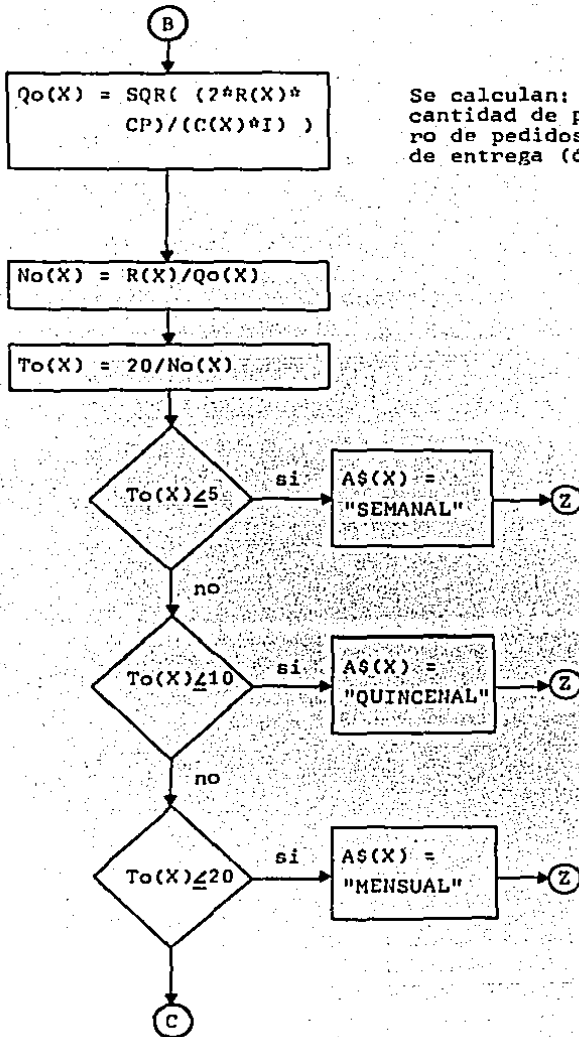 B
Qo(X) = SQR( (2*R(X)*
CP)/(C(X)*I) )
Se calculan:
cantidad de p
ro de pedidos
de entrega (d
No(X) = R(X)/Qo(X)
To(X) = 20/No(X)
To(X)≤5
si
A$(X) =
"SEMANAL"
Z
no
To(X)≤10
si
A$(X) =
"QUINCENAL"
Z
no
To(X)≤20
si
A$(X) =
"MENSUAL"
Z
C